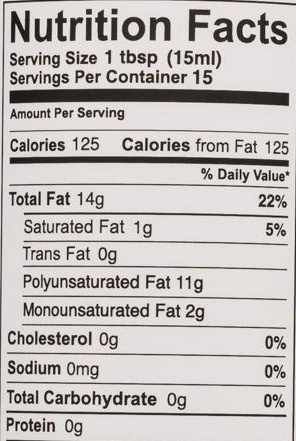 Nutrition Facts
Serving Size 1 tbsp (15ml)
Servings Per Container 15
Amount Per Serving
Calories 125 Calories from Fat 125
% Daily Value*
Total Fat 14g 22%
Saturated Fat 1g 5%
Trans Fat 0g
Polyunsaturated Fat 11g
Monounsaturated Fat 2g
Cholesterol 0g 0%
Sodium 0mg 0%
Total Carbohydrate 0g 0%
Protein 0g